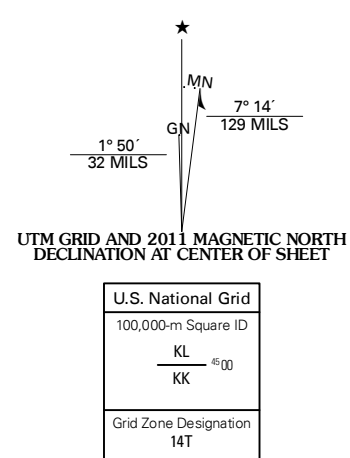 ★
MN
7° 14´
129 MILS
GN
1° 50´
32 MILS
UTM GRID AND 2011 MAGNETIC NORTH
DECLINATION AT CENTER OF SHEET
U.S. National Grid
100,000-m Square ID
KL
4500
KK
Grid Zone Designation
14T